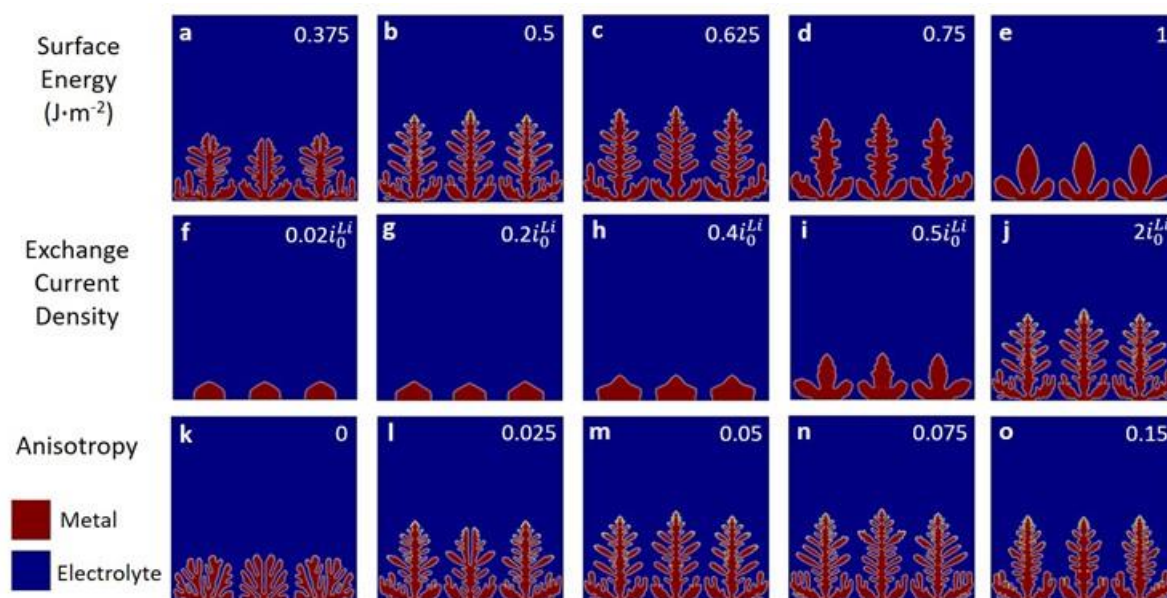 Surface
Energy
(J·m⁻²)
a 0.375
b 0.5
c 0.625
d 0.75
e 1
Exchange
Current
Density
f 0.02i₀ᴸⁱ
g 0.2i₀ᴸⁱ
h 0.4i₀ᴸⁱ
i 0.5i₀ᴸⁱ
j 2i₀ᴸⁱ
Anisotropy
k 0
l 0.025
m 0.05
n 0.075
o 0.15
Metal
Electrolyte